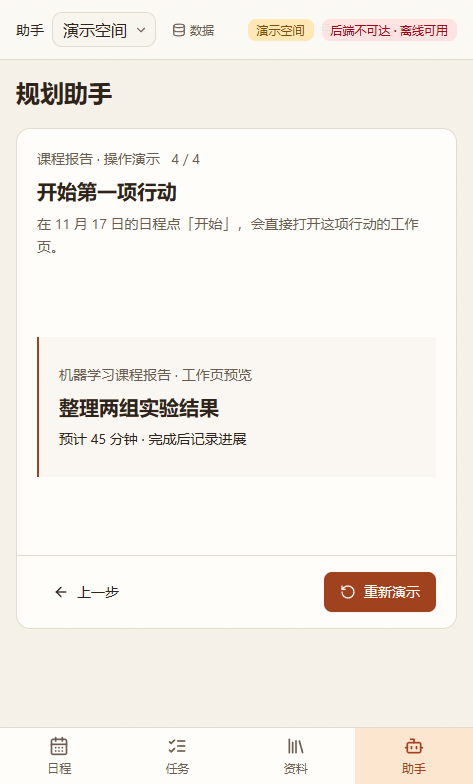 助手 演示空间 数据 演示空间 后端不可达 · 离线可用
规划助手
课程报告 · 操作演示 4 / 4
开始第一项行动
在 11 月 17 日的日程点「开始」，会直接打开这项行动的工作
页。
机器学习课程报告 · 工作页预览
整理两组实验结果
预计 45 分钟 · 完成后记录进展
上一步 重新演示
日程 任务 资料 助手